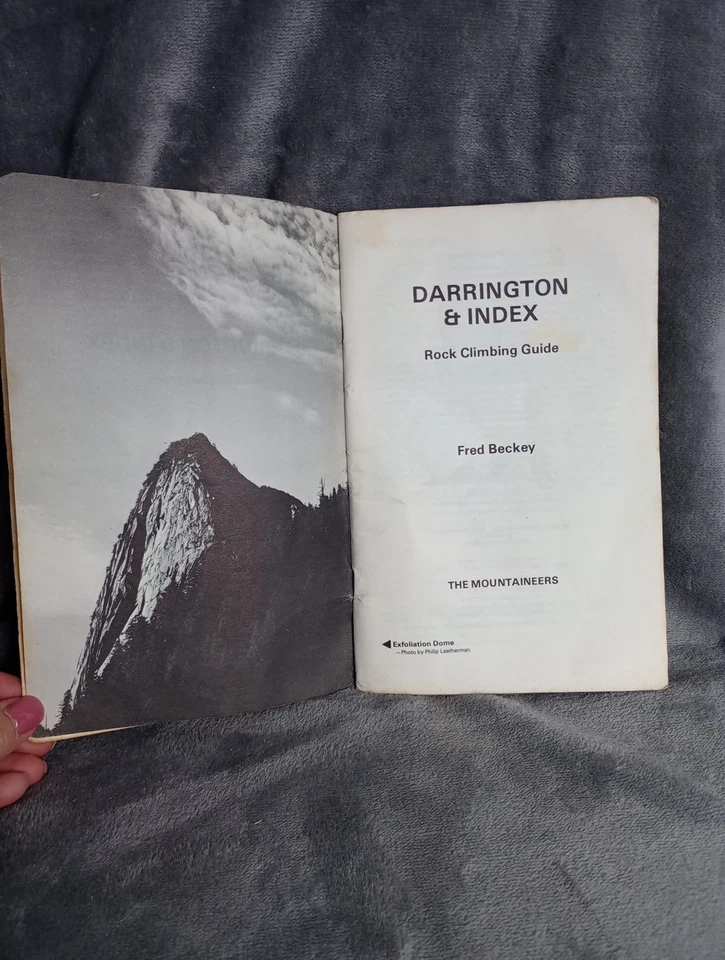 DARRINGTON
& INDEX
Rock Climbing Guide
Fred Beckey
THE MOUNTAINEERS
◀ Exfoliation Dome
— Photo by Philip Leatherman